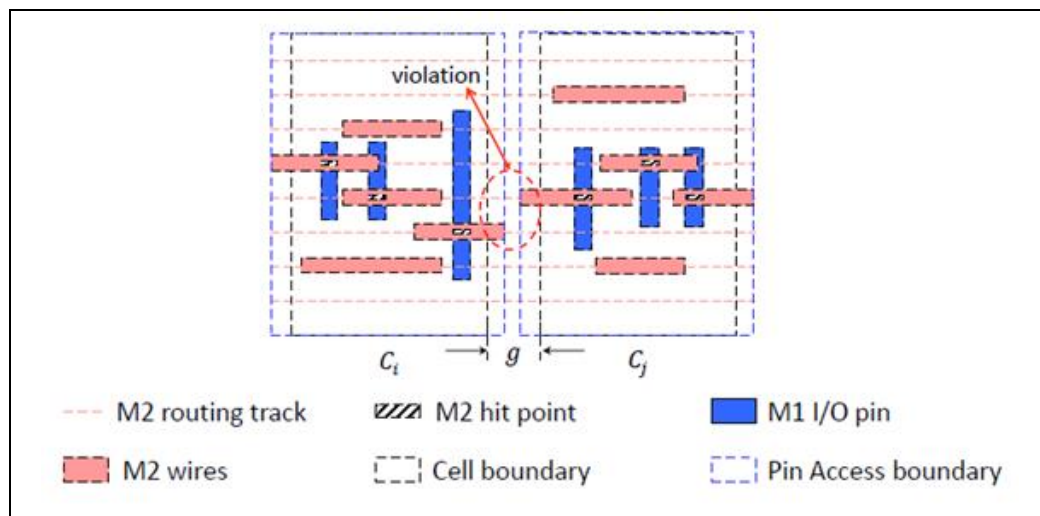 violation
C_i g C_j
M2 routing track M2 hit point M1 I/O pin
M2 wires Cell boundary Pin Access boundary